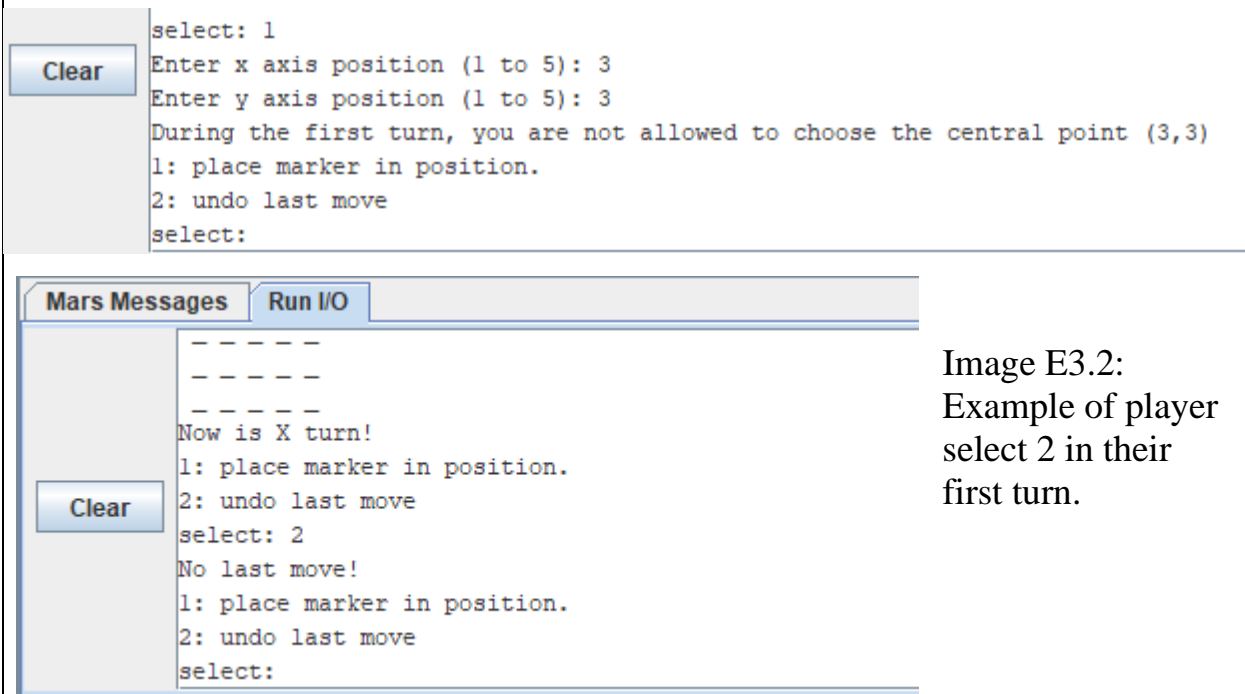 select: 1
Clear
Enter x axis position (1 to 5): 3
Enter y axis position (1 to 5): 3
During the first turn, you are not allowed to choose the central point (3,3)
1: place marker in position.
2: undo last move
select:
Mars Messages
Run I/O
_ _ _ _ _
_ _ _ _ _
_ _ _ _ _
Now is X turn!
1: place marker in position.
2: undo last move
Clear
select: 2
No last move!
1: place marker in position.
2: undo last move
select:
Image E3.2:
Example of player
select 2 in their
first turn.